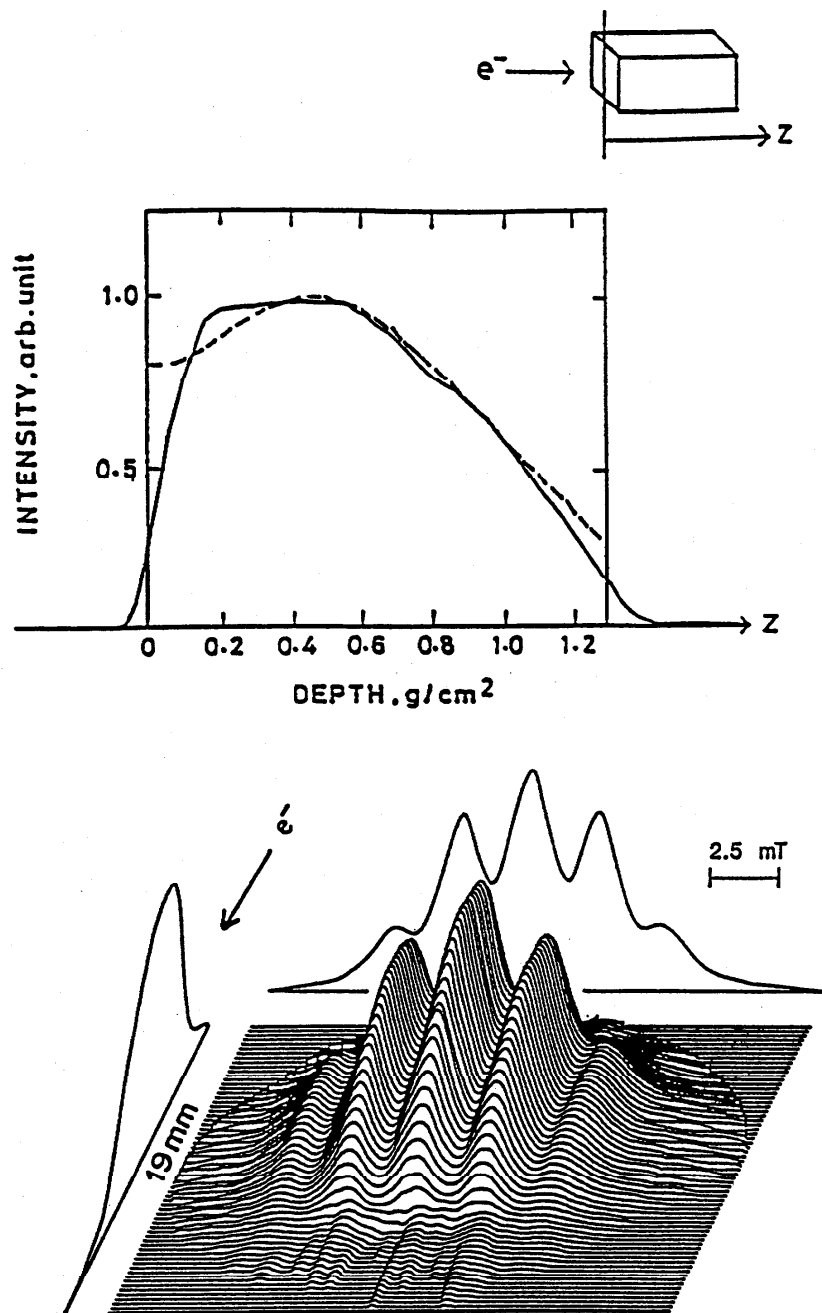 e⁻
Z
INTENSITY, arb.unit
1.0
0.5
0 0.2 0.4 0.6 0.8 1.0 1.2
Z
DEPTH, g/cm²
é
2.5 mT
19mm